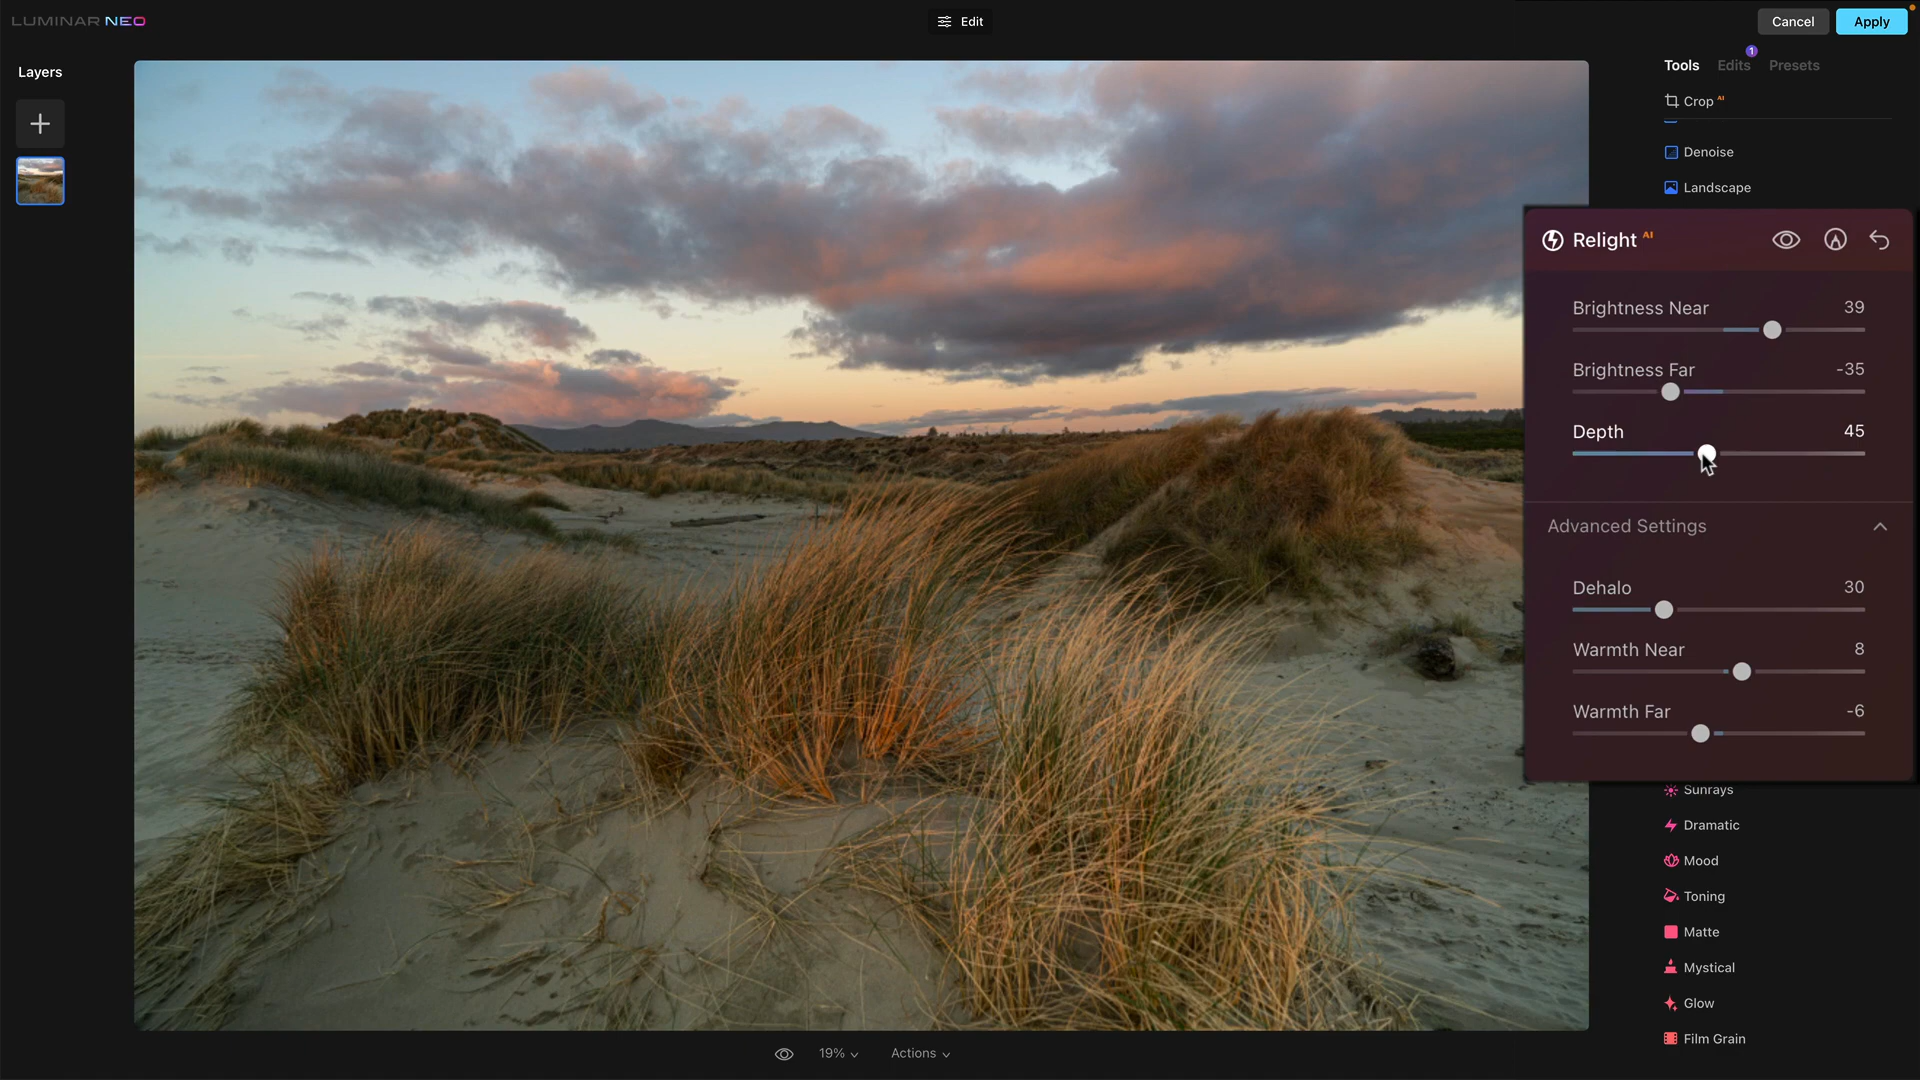 LUMINAR NEO
Edit
Cancel
Apply
Layers
Tools
Edits
1
Presets
Crop AI
Denoise
Landscape
Relight AI
Brightness Near 39
Brightness Far -35
Depth 45
Advanced Settings
Dehalo 30
Warmth Near 8
Warmth Far -6
Sunrays
Dramatic
Mood
Toning
Matte
Mystical
Glow
Film Grain
19%
Actions